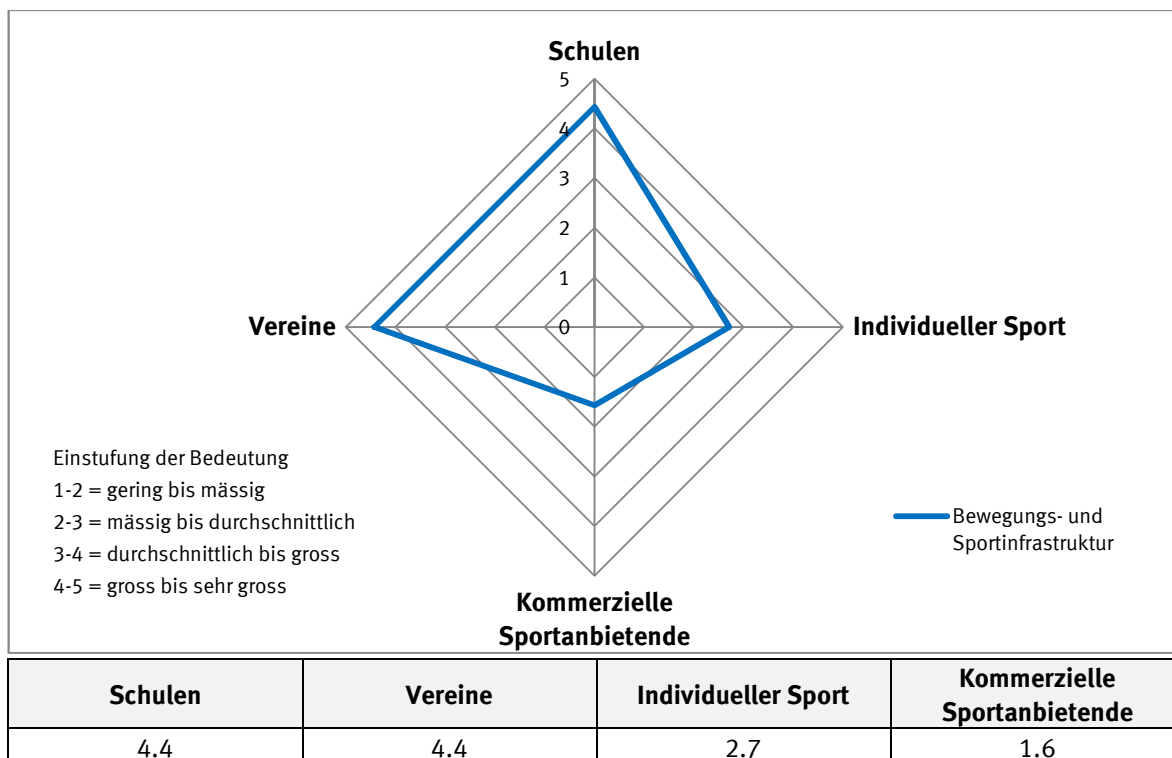 Schulen
5
4
3
2
1
0
Vereine
Individueller Sport
Einstufung der Bedeutung
1-2 = gering bis mässig
2-3 = mässig bis durchschnittlich
3-4 = durchschnittlich bis gross
4-5 = gross bis sehr gross
Bewegungs- und
Sportinfrastruktur
Kommerzielle
Sportanbietende
Schulen Vereine Individueller Sport Kommerzielle
Sportanbietende
4.4 4.4 2.7 1.6